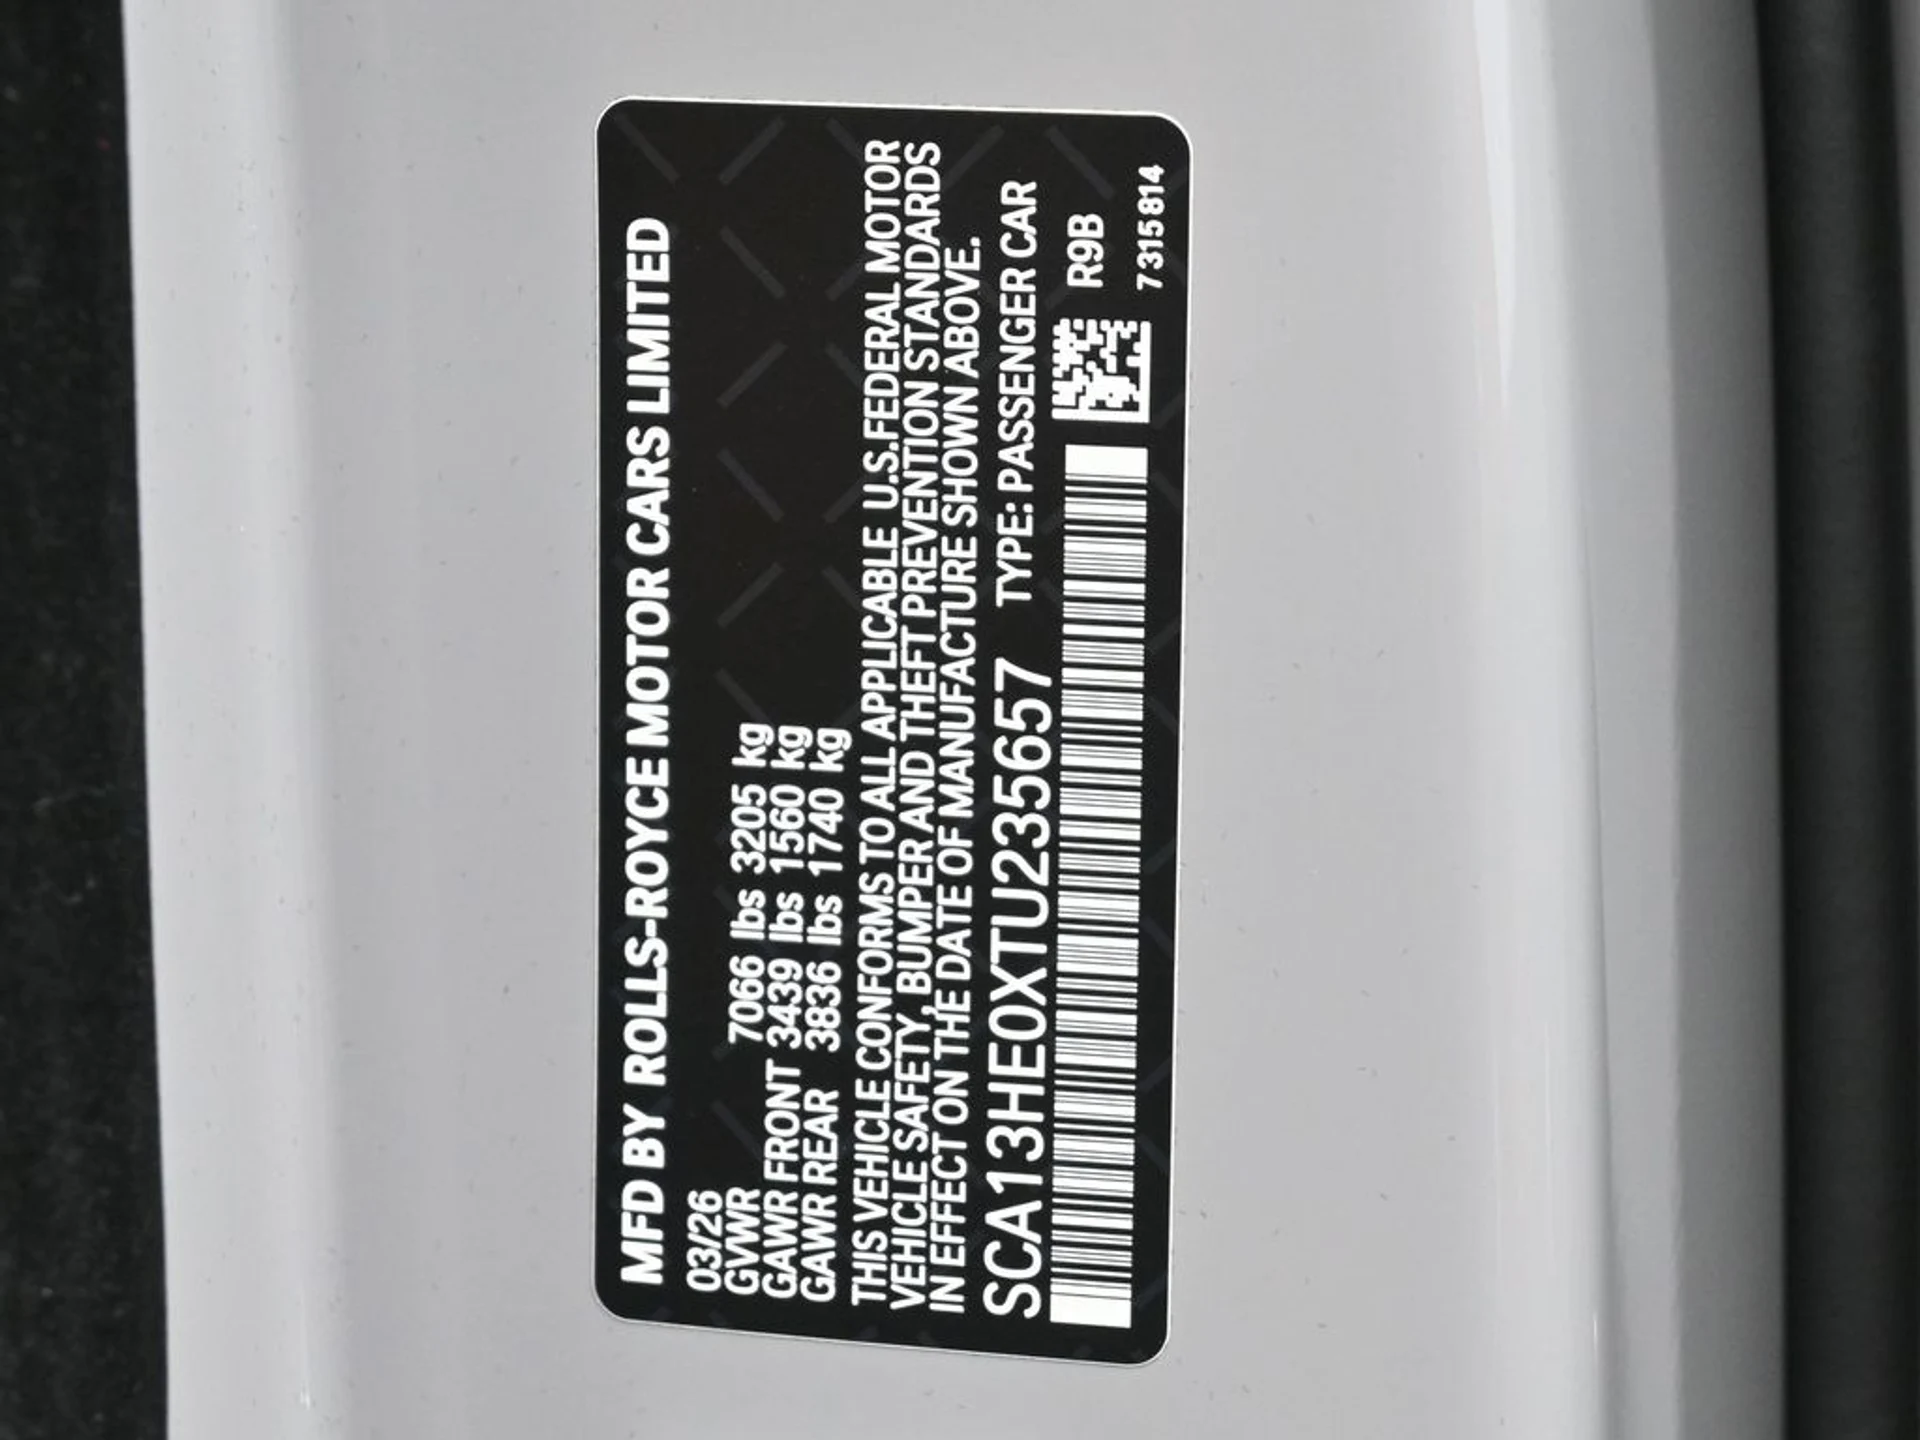 MFD BY ROLLS-ROYCE MOTOR CARS LIMITED
03/26
GVWR 7066 lbs 3205 kg
GAWR FRONT 3439 lbs 1560 kg
GAWR REAR 3836 lbs 1740 kg
THIS VEHICLE CONFORMS TO ALL APPLICABLE U.S.FEDERAL MOTOR
VEHICLE SAFETY, BUMPER AND THEFT PREVENTION STANDARDS
IN EFFECT ON THE DATE OF MANUFACTURE SHOWN ABOVE.
SCA13HE0XTU235657 TYPE: PASSENGER CAR
R9B
7315814